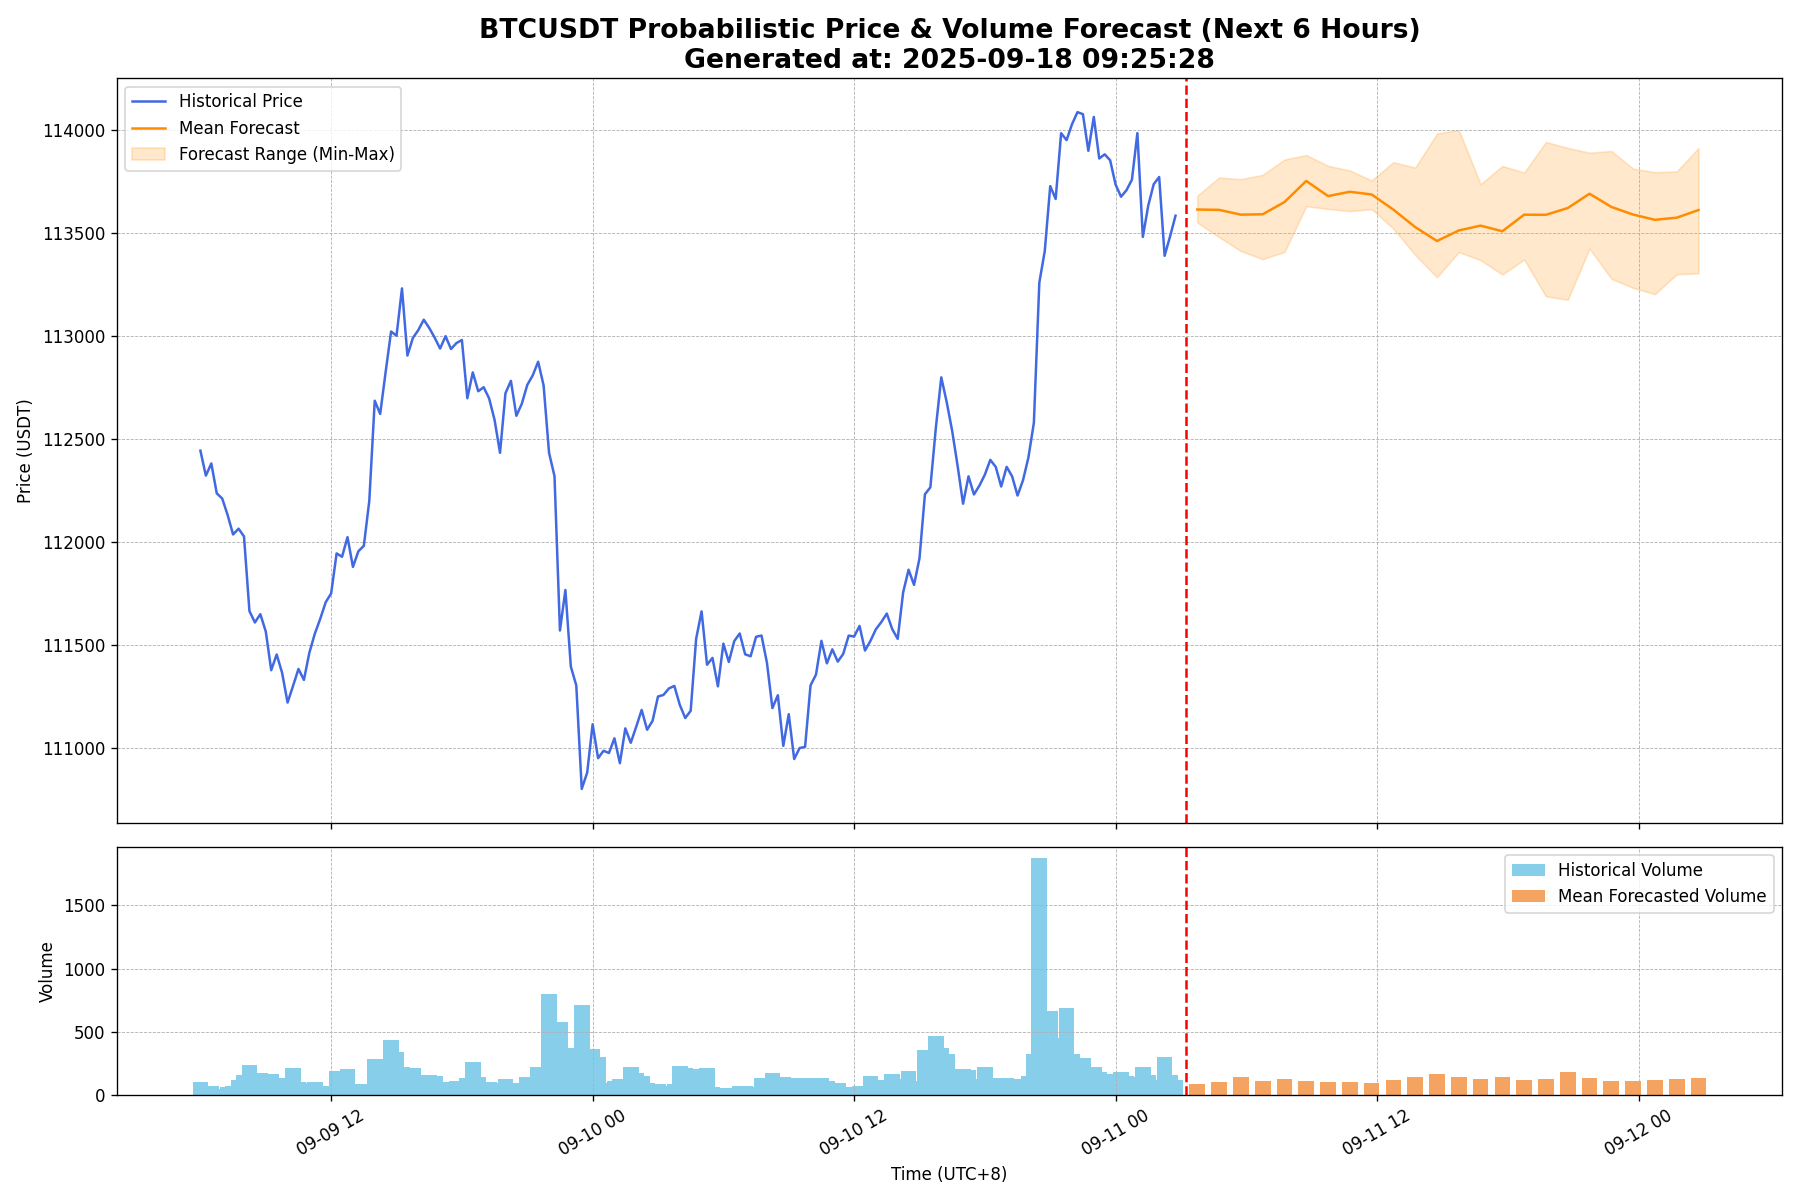 BTCUSDT Probabilistic Price & Volume Forecast (Next 6 Hours)
Generated at: 2025-09-18 09:25:28
Historical Price
Mean Forecast
Forecast Range (Min-Max)
114000
113500
113000
112500
112000
111500
111000
Price (USDT)
Historical Volume
Mean Forecasted Volume
1500
1000
500
0
Volume
09-09 12
09-10 00
09-10 12
09-11 00
09-11 12
09-12 00
Time (UTC+8)